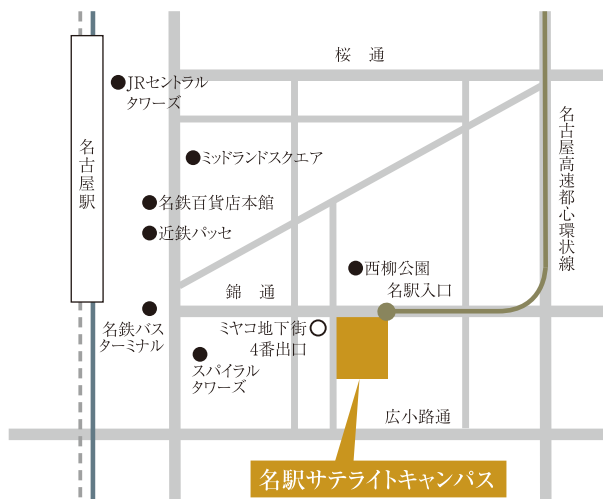 桜通
JRセントラル
タワーズ
名古屋駅
ミッドランドスクエア
名古屋高速都心環状線
名鉄百貨店本館
近鉄パッセ
西柳公園
名駅入口
錦通
名鉄バス
ターミナル
ミヤコ地下街
4番出口
スパイラル
タワーズ
広小路通
名駅サテライトキャンパス